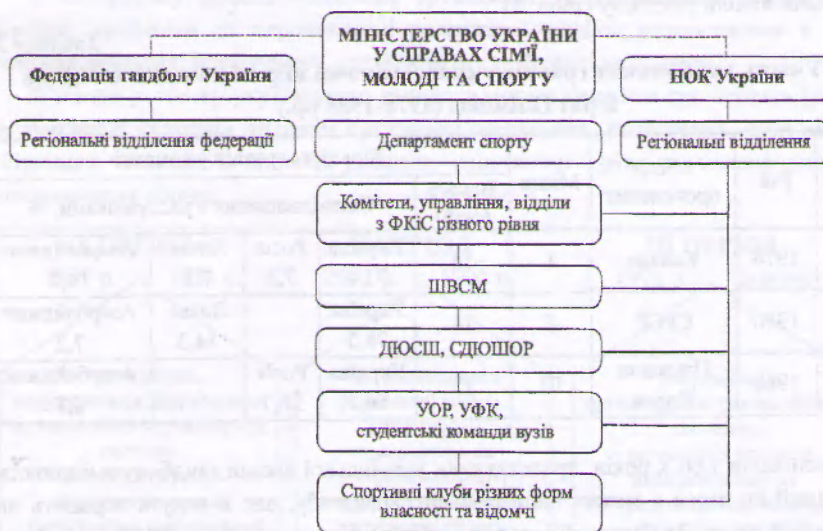 МІНІСТЕРСТВО УКРАЇНИ
У СПРАВАХ СІМ'Ї,
МОЛОДІ ТА СПОРТУ
Федерація гандболу України
НОК України
Регіональні відділення федерації
Департамент спорту
Регіональні відділення
Комітети, управління, відділи
з ФКіС різного рівня
ШВСМ
ДЮСШ, СДЮШОР
УОР, УФК,
студентські команди вузів
Спортивні клуби різних форм
власності та відомчі